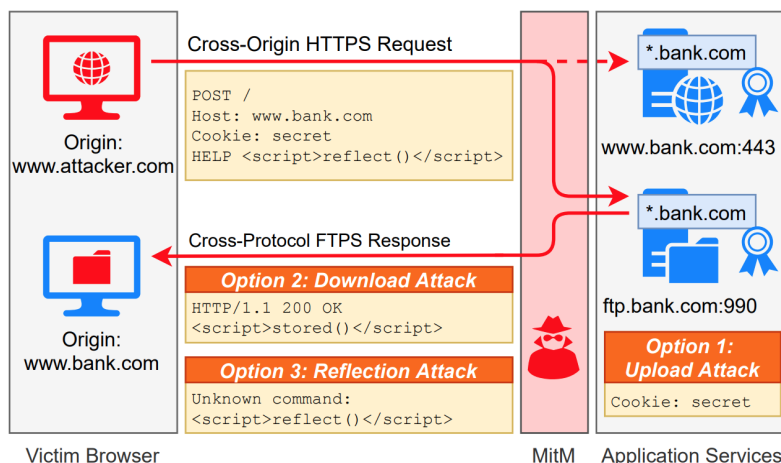 Cross-Origin HTTPS Request
POST /
Host: www.bank.com
Cookie: secret
HELP <script>reflect()</script>
Origin:
www.attacker.com
*.bank.com
www.bank.com:443
*.bank.com
ftp.bank.com:990
Cross-Protocol FTPS Response
Origin:
www.bank.com
Option 2: Download Attack
HTTP/1.1 200 OK
<script>stored()</script>
Option 3: Reflection Attack
Unknown command:
<script>reflect()</script>
Option 1:
Upload Attack
Cookie: secret
Victim Browser
MitM
Application Services